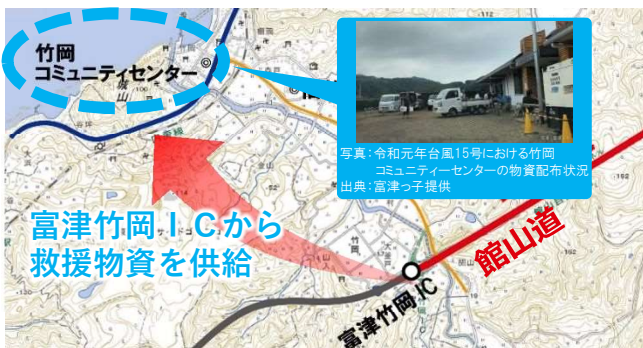 竹岡
コミュニティセンター
写真:令和元年台風15号における竹岡
コミュニティーセンターの物資配布状況
出典:富津っ子提供
富津竹岡ICから
救援物資を供給
館山道
富津竹岡IC
竹岡